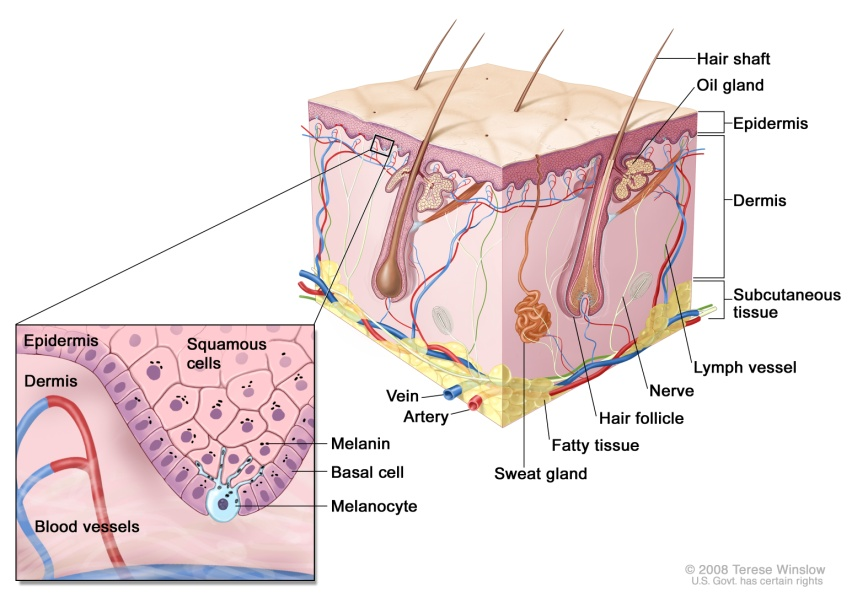 Hair shaft
Oil gland
Epidermis
Dermis
Subcutaneous
tissue
Lymph vessel
Nerve
Hair follicle
Fatty tissue
Sweat gland
Vein
Artery
Epidermis
Squamous
cells
Dermis
Melanin
Basal cell
Melanocyte
Blood vessels
© 2008 Terese Winslow
U.S. Govt. has certain rights